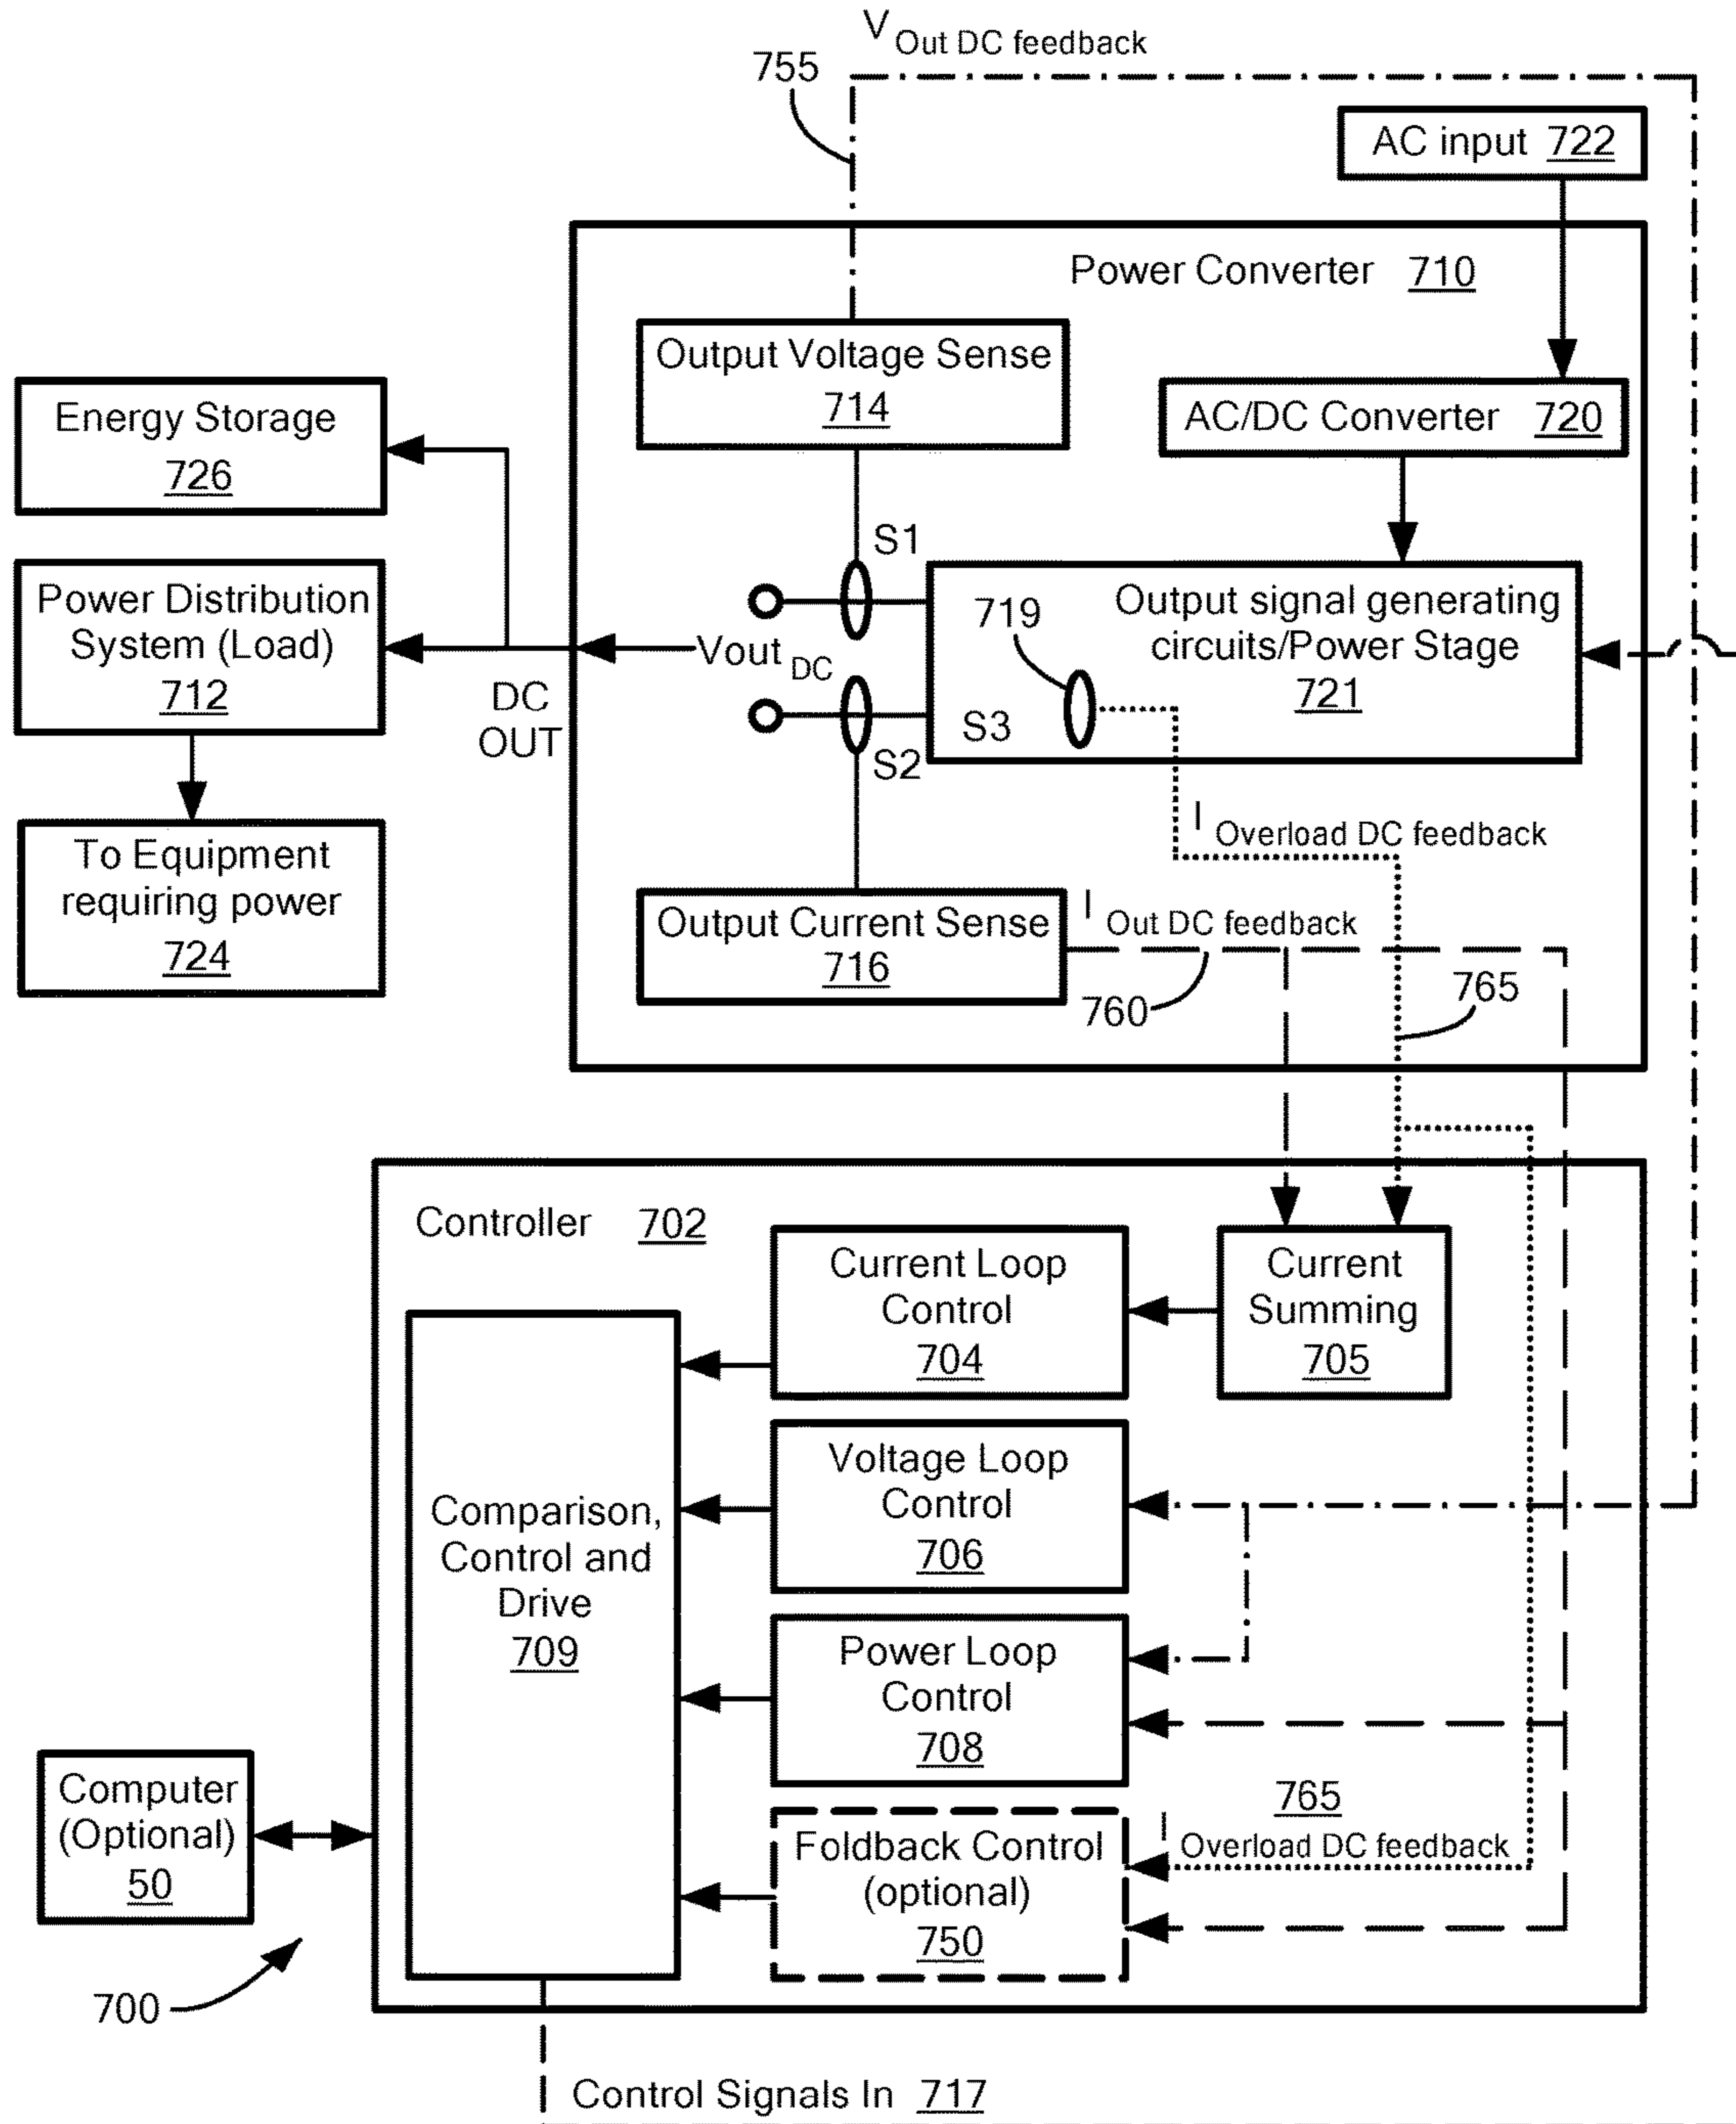 V Out DC feedback
755
AC input 722
Power Converter 710
Output Voltage Sense
714
AC/DC Converter 720
Energy Storage
726
S1
Power Distribution
System (Load)
712
DC
OUT
Vout DC
719
Output signal generating
circuits/Power Stage
721
S3
S2
To Equipment
requiring power
724
I Overload DC feedback
Output Current Sense
716
I Out DC feedback
760
765
Controller 702
Current Loop
Control
704
Current
Summing
705
Voltage Loop
Control
706
Comparison,
Control and
Drive
709
Power Loop
Control
708
Computer
(Optional)
50
765
I Overload DC feedback
Foldback Control
(optional)
750
700
Control Signals In 717